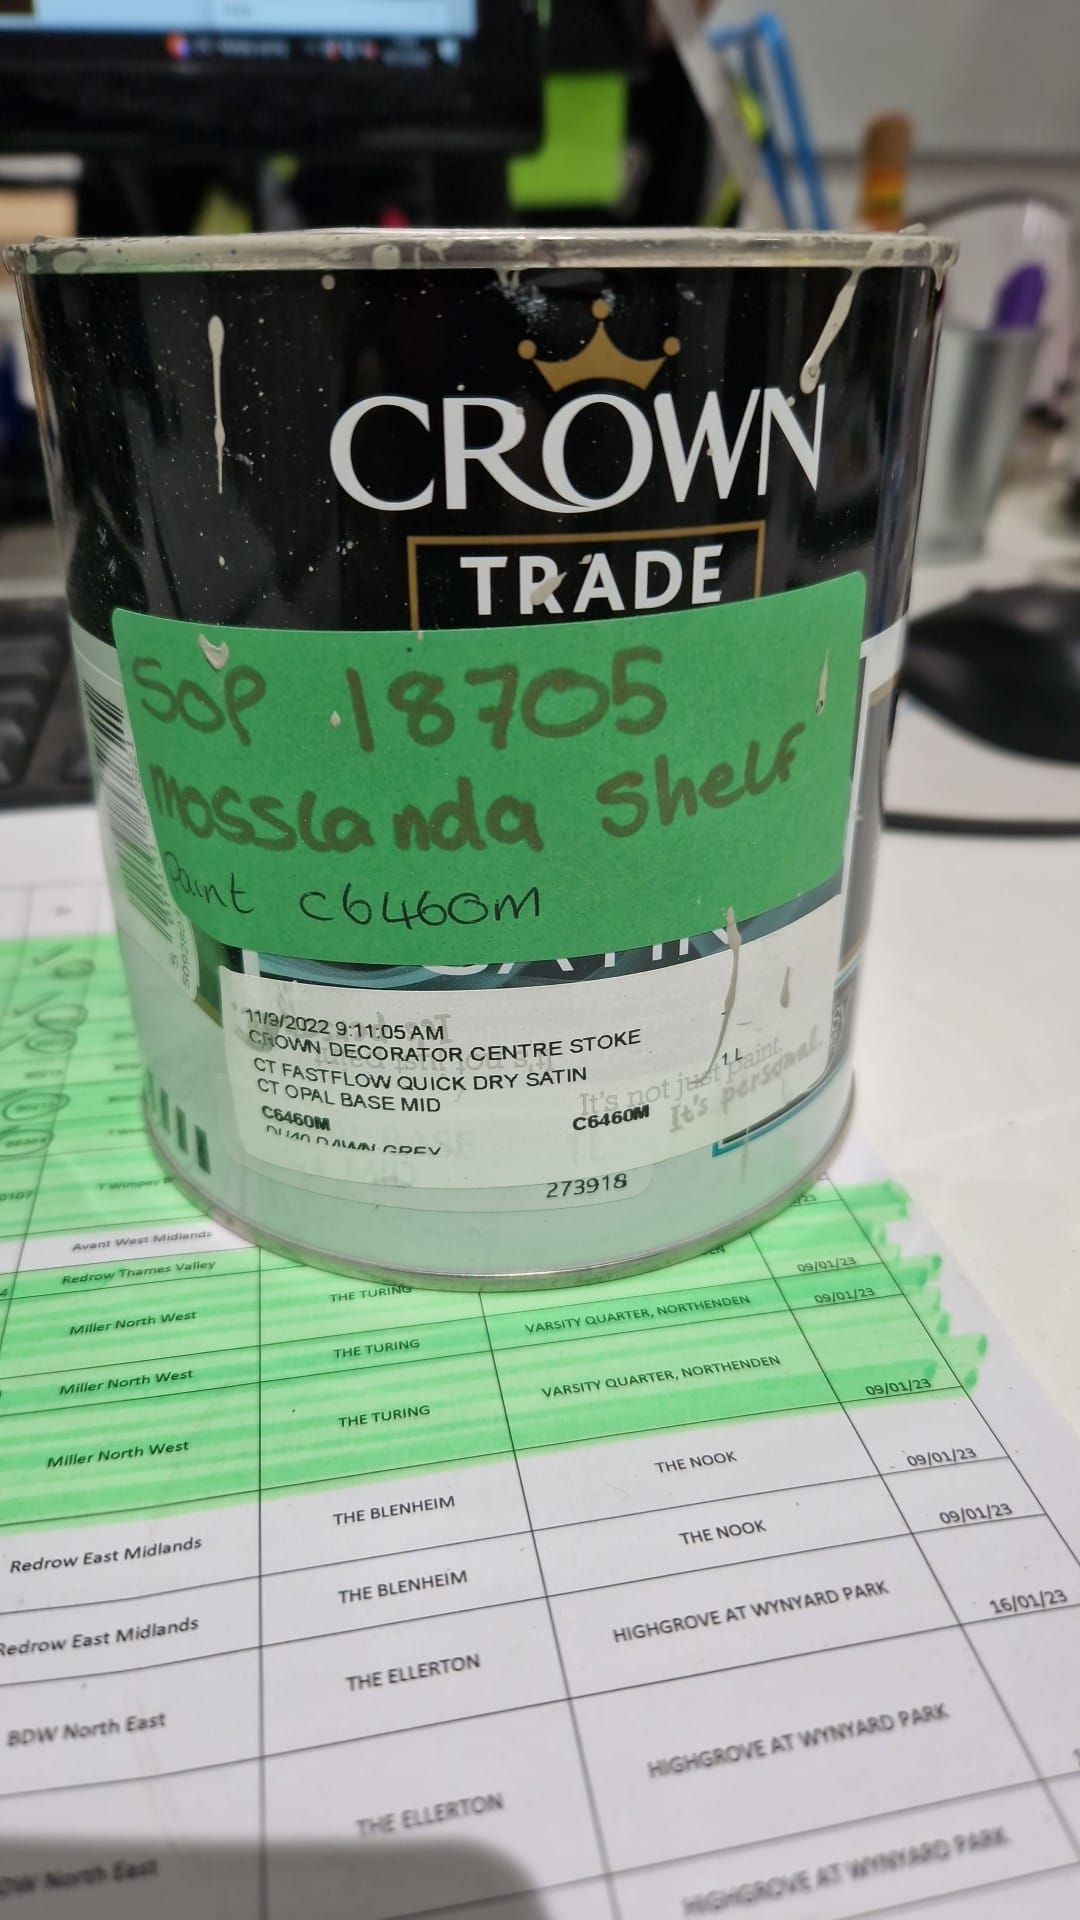 CROWN
TRADE
SOP 18705
mosslanda Shelf
Paint C6460M
SATIN
11/9/2022 9:11:05 AM
CROWN DECORATOR CENTRE STOKE
CT FASTFLOW QUICK DRY SATIN
1 L
CT OPAL BASE MID
It's not just paint.
It's personal.
C6460M C6460M
DAWN GREY
273918
T Wimpey
Avant West Midlands
Redrow Thames Valley THE TURING 09/01/23
Miller North West THE TURING VARSITY QUARTER, NORTHENDEN 09/01/23
Miller North West THE TURING VARSITY QUARTER, NORTHENDEN 09/01/23
Miller North West
THE BLENHEIM THE NOOK 09/01/23
Redrow East Midlands THE BLENHEIM THE NOOK 09/01/23
Redrow East Midlands THE ELLERTON HIGHGROVE AT WYNYARD PARK 16/01/23
BDW North East THE ELLERTON HIGHGROVE AT WYNYARD PARK
North East HIGHGROVE AT WYNYARD PARK